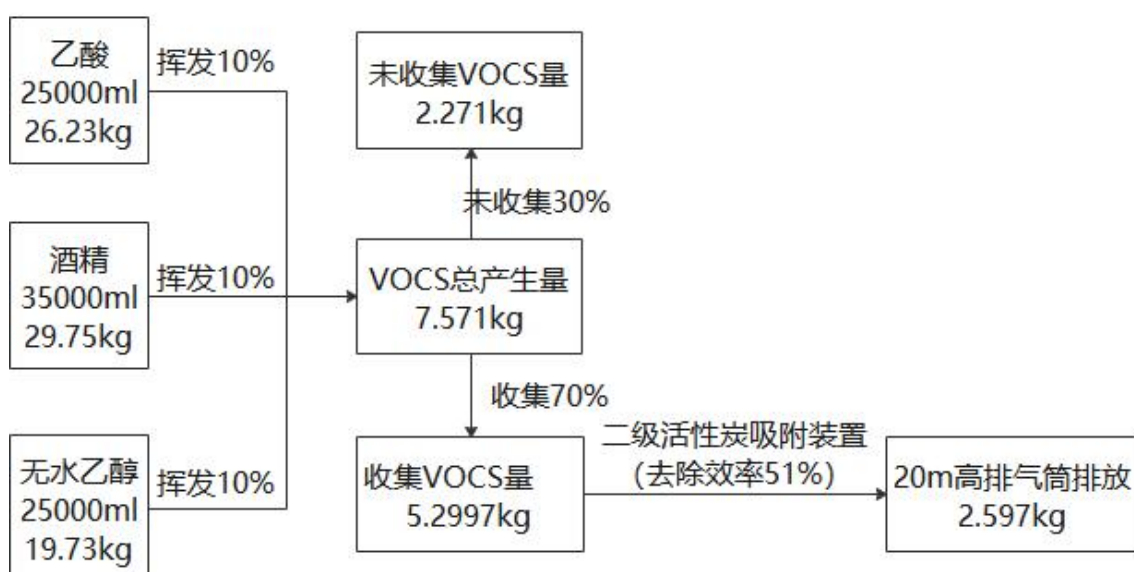 乙酸
25000ml
26.23kg
挥发10%
未收集VOCS量
2.271kg
未收集30%
酒精
35000ml
29.75kg
挥发10%
VOCS总产生量
7.571kg
收集70%
无水乙醇
25000ml
19.73kg
挥发10%
收集VOCS量
5.2997kg
二级活性炭吸附装置
（去除效率51%）
20m高排气筒排放
2.597kg